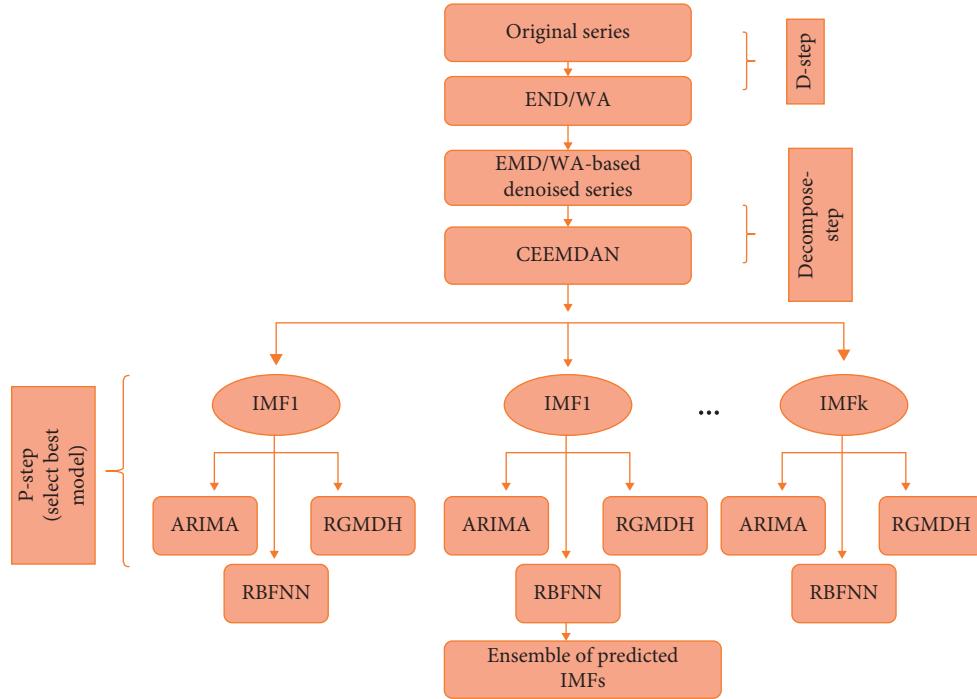 Original series
D-step
END/WA
EMD/WA-based
denoised series
Decompose-
step
CEEMDAN
P-step
(select best
model)
IMF1
IMF1
...
IMFk
ARIMA
RGMDH
ARIMA
RGMDH
ARIMA
RGMDH
RBFNN
RBFNN
RBFNN
Ensemble of predicted
IMFs